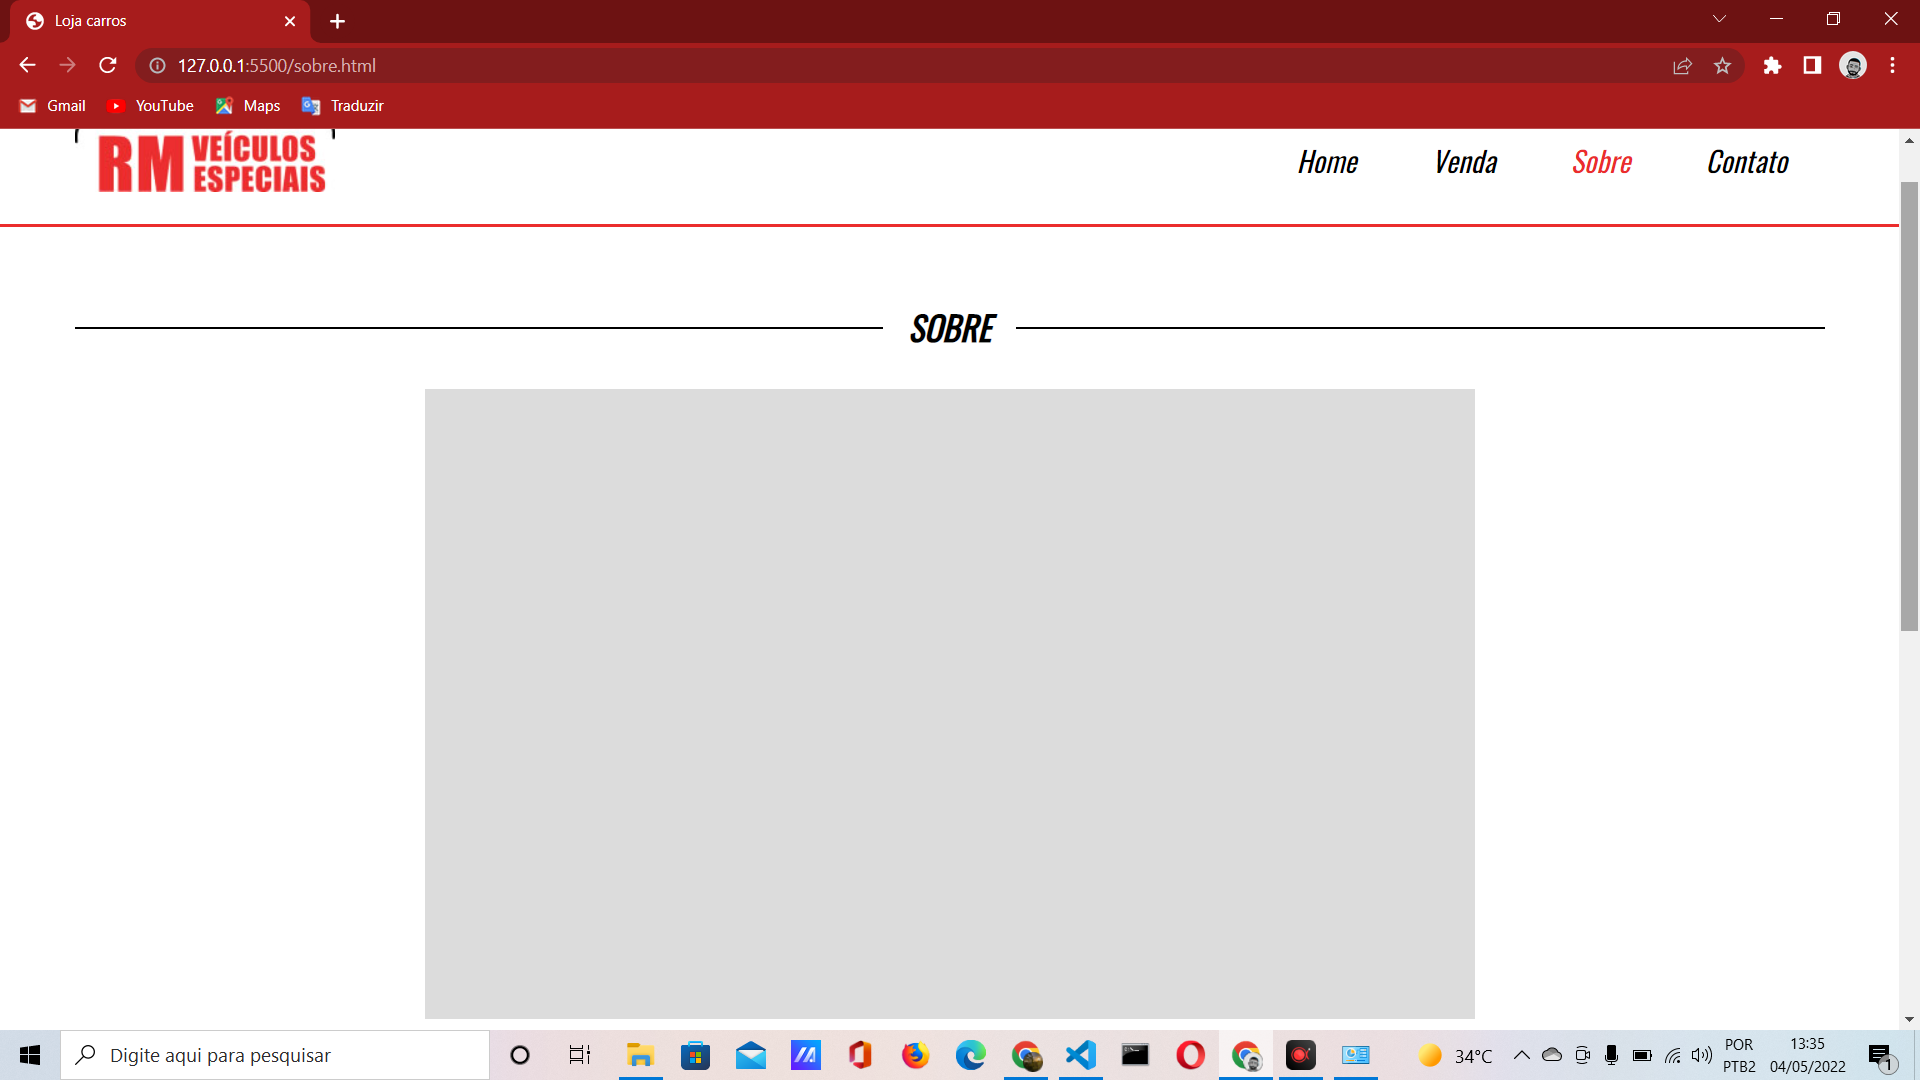 Loja carros
127.0.0.1:5500/sobre.html
Gmail YouTube Maps Traduzir
RM VEÍCULOS ESPECIAIS
Home Venda Sobre Contato
SOBRE
Digite aqui para pesquisar
34°C
POR
PTB2
13:35
04/05/2022
1